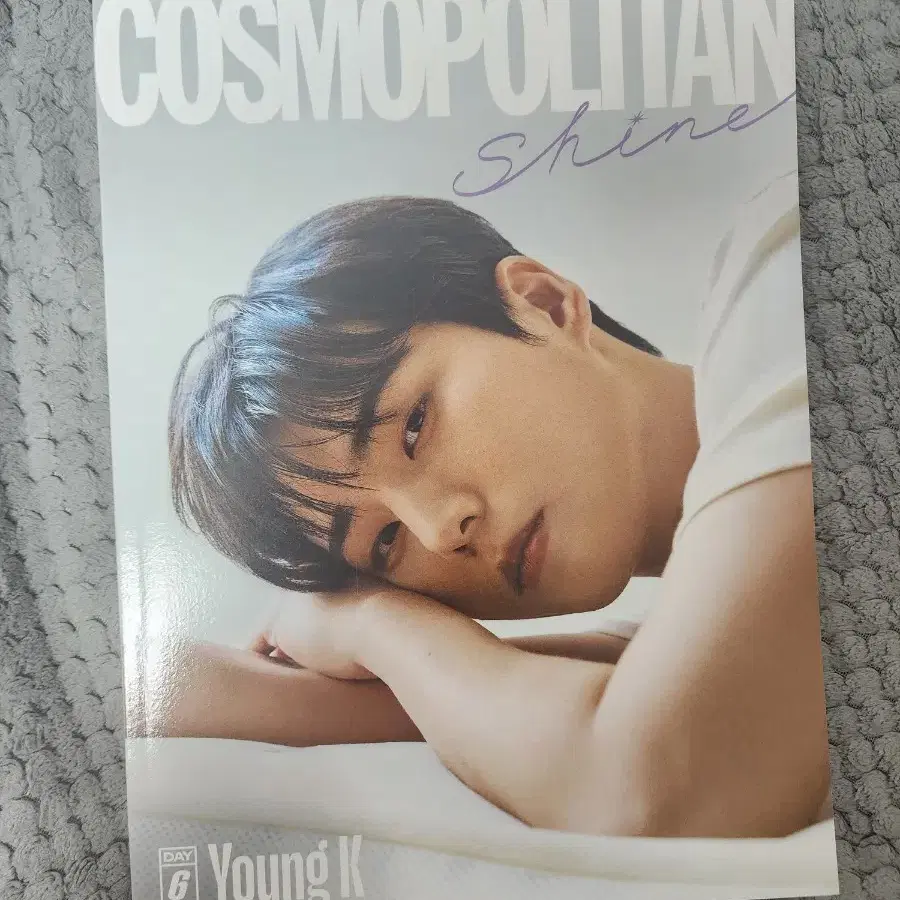 COSMOPOLITAN
Shine
DAY
6
Young K